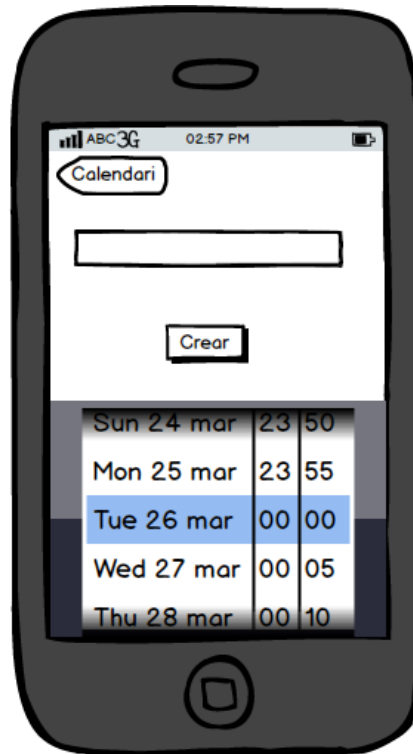 ABC 3G 02:57 PM
Calendari
Crear
Sun 24 mar 23 50
Mon 25 mar 23 55
Tue 26 mar 00 00
Wed 27 mar 00 05
Thu 28 mar 00 10